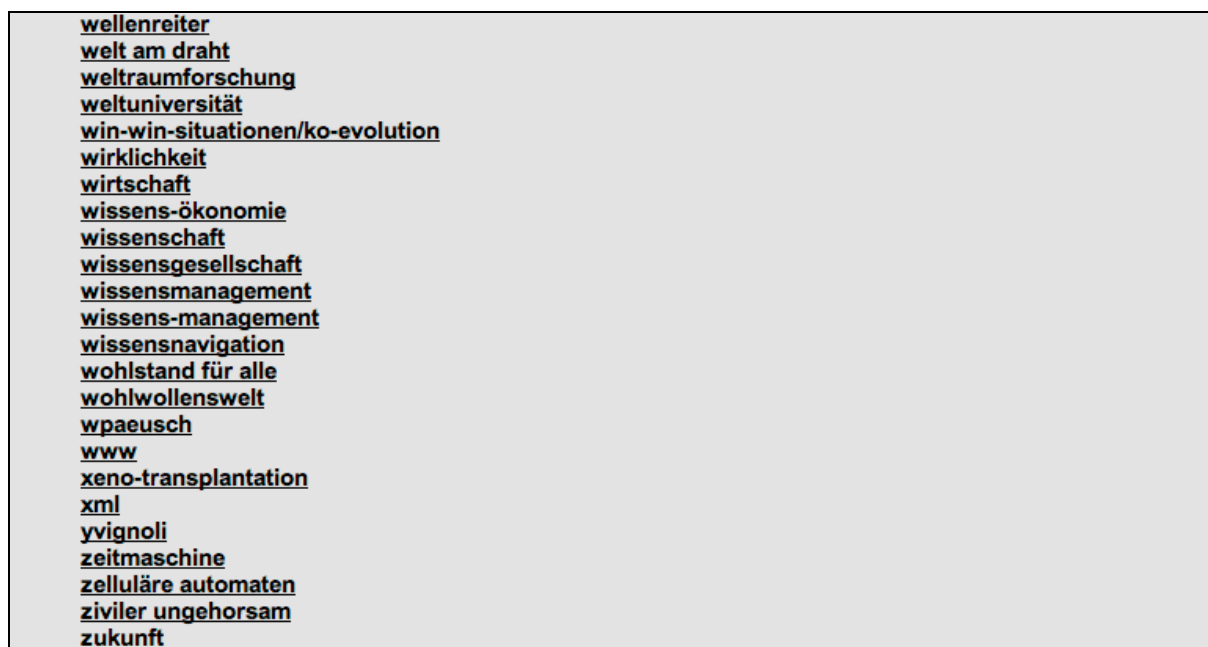 wellenreiter
welt am draht
weltraumforschung
weltuniversität
win-win-situationen/ko-evolution
wirklichkeit
wirtschaft
wissens-ökonomie
wissenschaft
wissensgesellschaft
wissensmanagement
wissens-management
wissensnavigation
wohlstand für alle
wohlwollenswelt
wpaeusch
www
xeno-transplantation
xml
yvignoli
zeitmaschine
zelluläre automaten
ziviler ungehorsam
zukunft